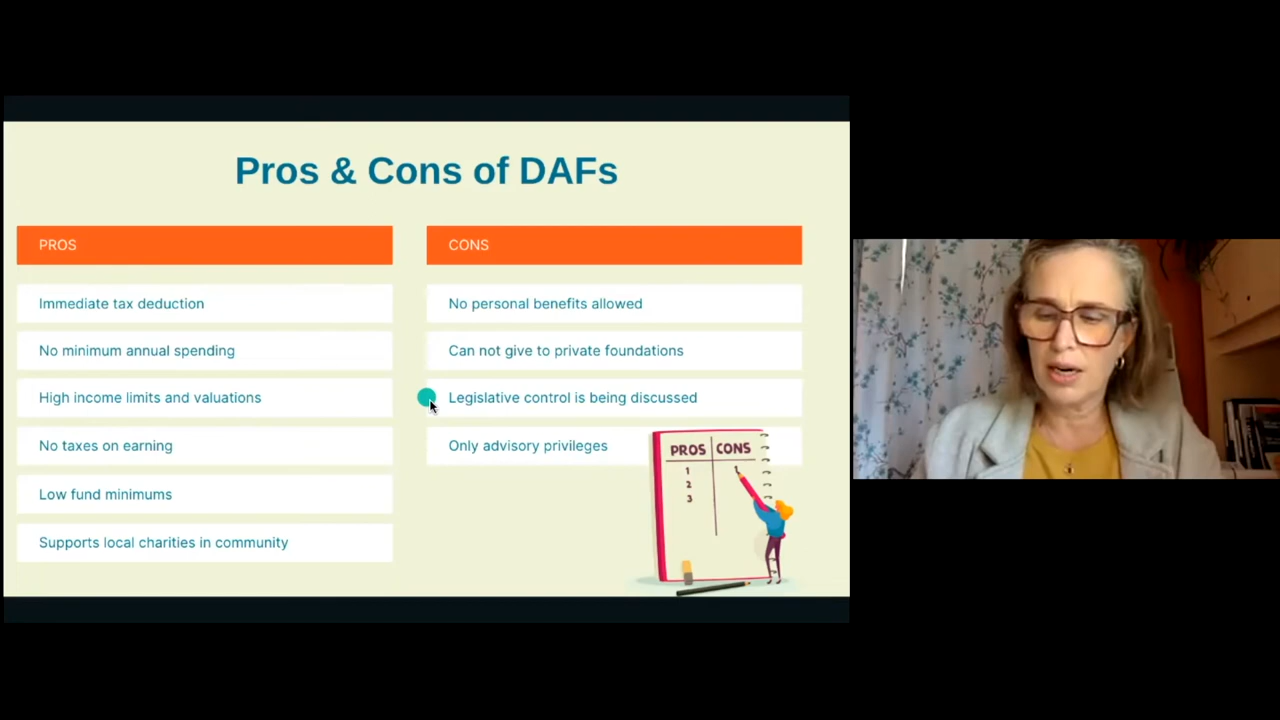 Pros & Cons of DAFs
PROS
Immediate tax deduction
No minimum annual spending
High income limits and valuations
No taxes on earning
Low fund minimums
Supports local charities in community
CONS
No personal benefits allowed
Can not give to private foundations
Legislative control is being discussed
Only advisory privileges
PROS CONS
1 1
2
3